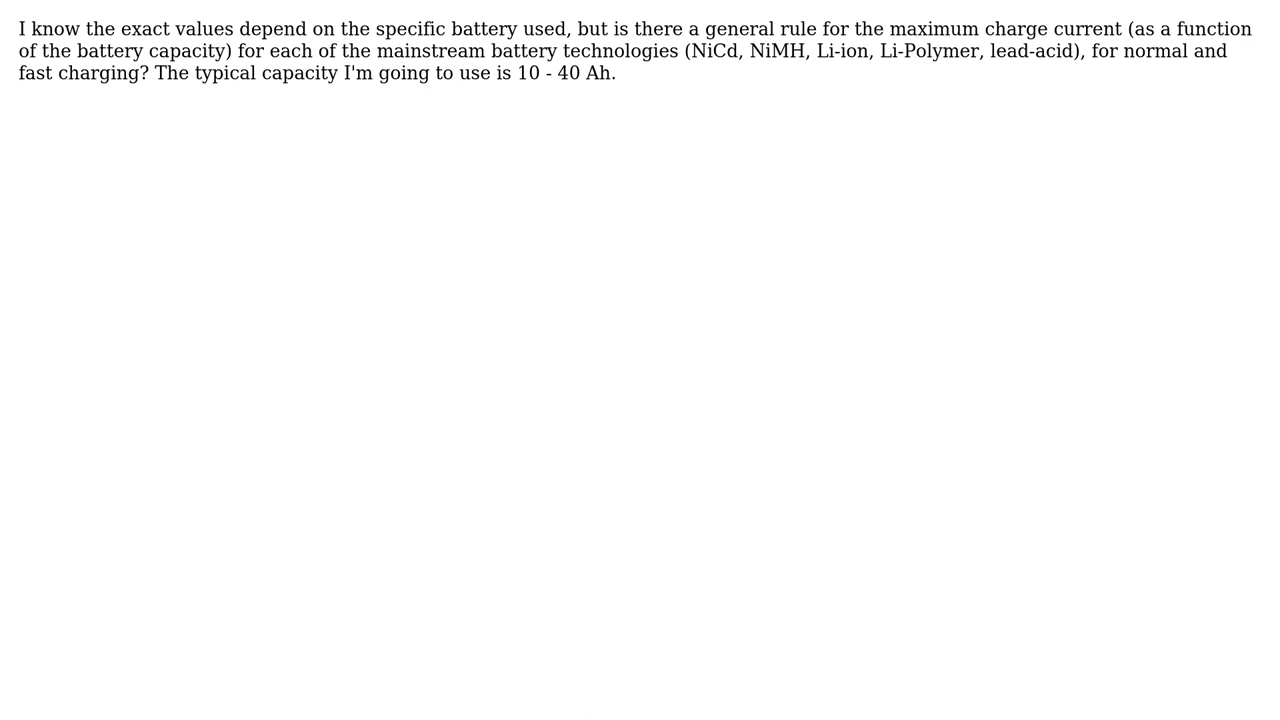 I know the exact values depend on the specific battery used, but is there a general rule for the maximum charge current (as a function
of the battery capacity) for each of the mainstream battery technologies (NiCd, NiMH, Li-ion, Li-Polymer, lead-acid), for normal and
fast charging? The typical capacity I'm going to use is 10 - 40 Ah.